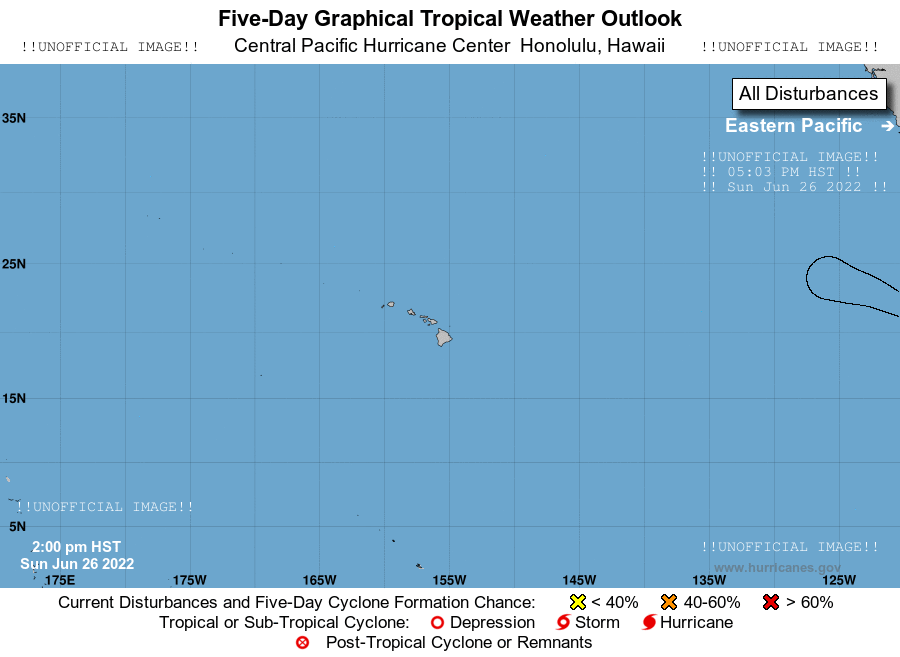 Five-Day Graphical Tropical Weather Outlook
!!UNOFFICIAL IMAGE!! Central Pacific Hurricane Center Honolulu, Hawaii !!UNOFFICIAL IMAGE!!
All Disturbances
35N
Eastern Pacific
!!UNOFFICIAL IMAGE!!
!! 05:03 PM HST !!
!! Sun Jun 26 2022 !!
25N
15N
!!UNOFFICIAL IMAGE!!
5N
2:00 pm HST
Sun Jun 26 2022
!!UNOFFICIAL IMAGE!!
www.hurricanes.gov
175E 175W 165W 155W 145W 135W 125W
Current Disturbances and Five-Day Cyclone Formation Chance: < 40% 40-60% > 60%
Tropical or Sub-Tropical Cyclone: Depression Storm Hurricane
Post-Tropical Cyclone or Remnants